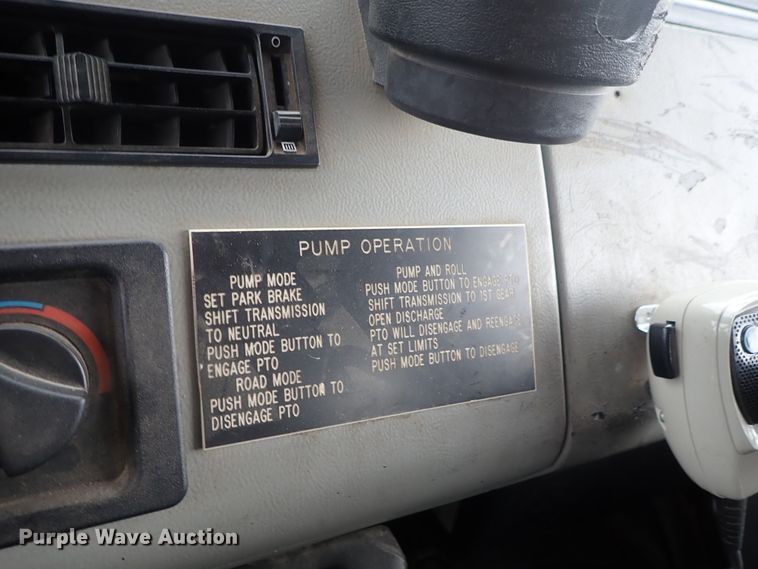 PUMP OPERATION
PUMP MODE
SET PARK BRAKE
SHIFT TRANSMISSION
TO NEUTRAL
PUSH MODE BUTTON TO
ENGAGE PTO
ROAD MODE
PUSH MODE BUTTON TO
DISENGAGE PTO
PUMP AND ROLL
PUSH MODE BUTTON TO ENGAGE PTO
SHIFT TRANSMISSION TO 1ST GEAR
OPEN DISCHARGE
PTO WILL DISENGAGE AND REENGAGE
AT SET LIMITS
PUSH MODE BUTTON TO DISENGAGE
Purple Wave Auction